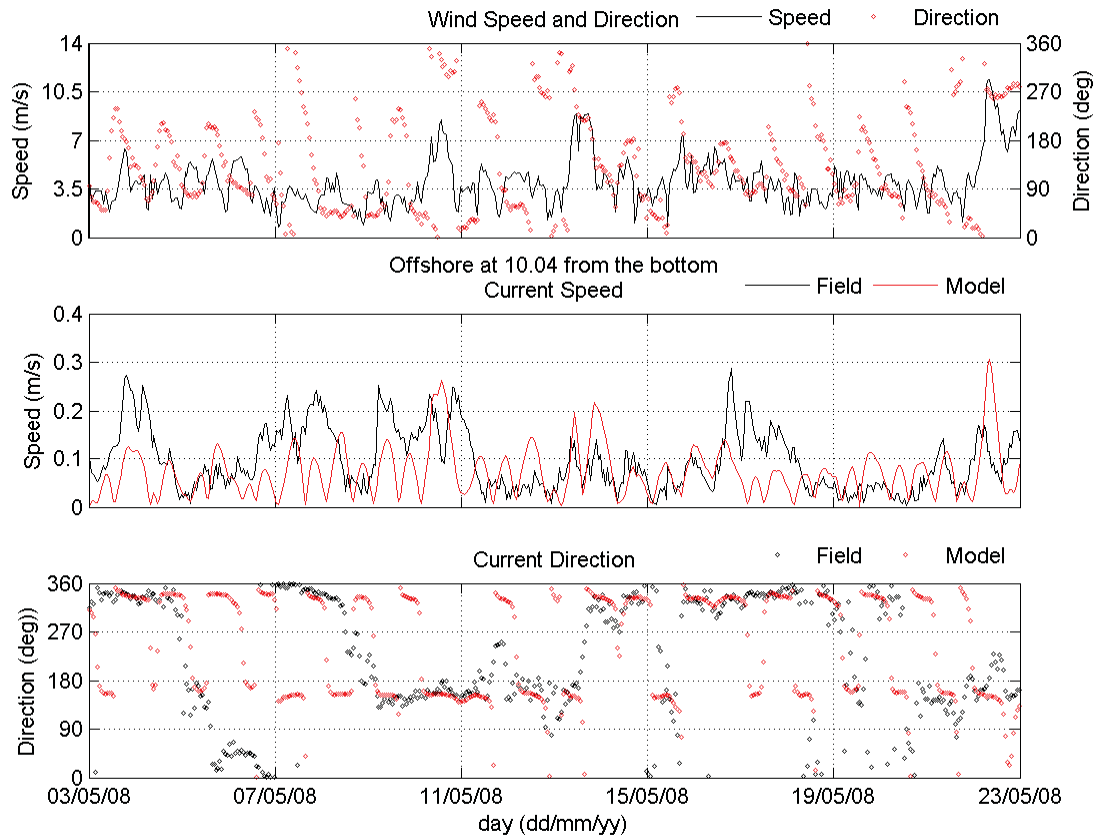 Wind Speed and Direction Speed Direction
14 360
10.5 270
7 180
3.5 90
0 0
Speed (m/s)
Direction (deg)
Offshore at 10.04 from the bottom
Current Speed Field Model
0.4
0.3
0.2
0.1
0
Speed (m/s)
Current Direction Field Model
360
270
180
90
0
Direction (deg))
03/05/08 07/05/08 11/05/08 15/05/08 19/05/08 23/05/08
day (dd/mm/yy)